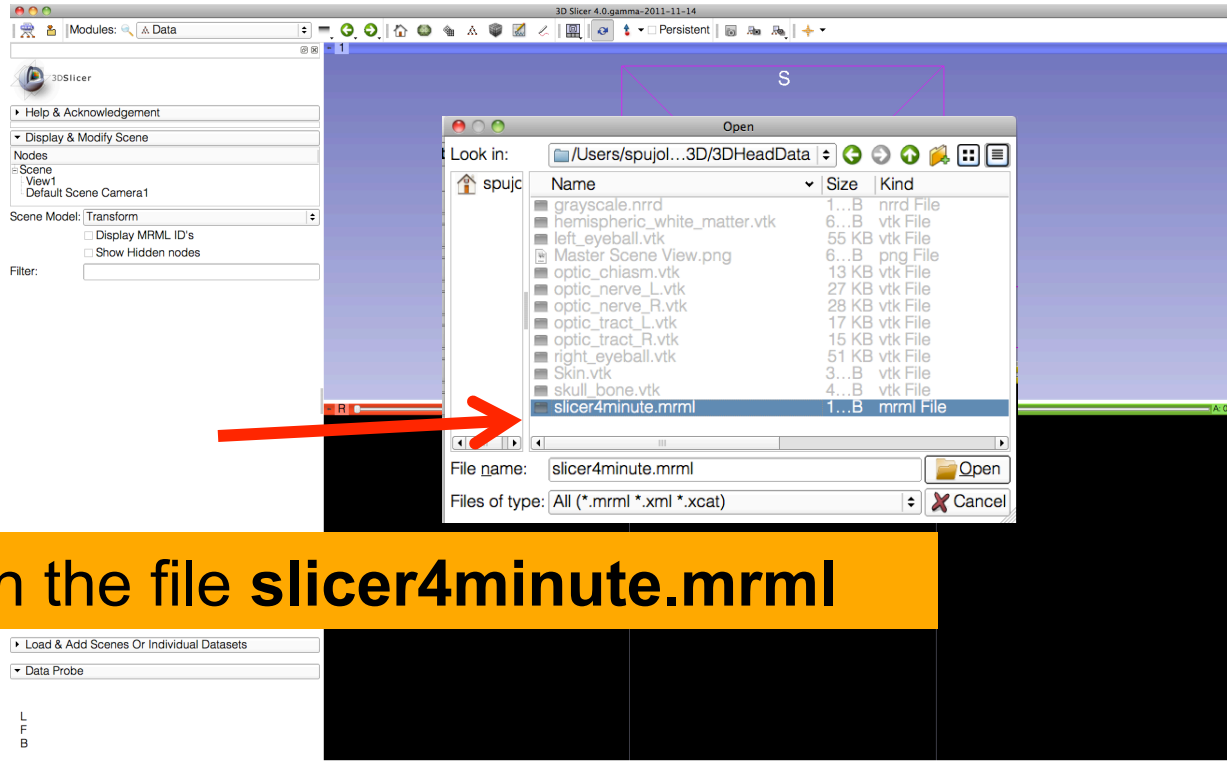 3D Slicer 4.0.gamma-2011-11-14
Modules: Data Persistent
1
3DSlicer
S
Help & Acknowledgement
Display & Modify Scene
Nodes
Scene
View1
Default Scene Camera1
Scene Model: Transform
Display MRML ID's
Show Hidden nodes
Filter:
Open
Look in: /Users/spujol...3D/3DHeadData
spujc
Name Size Kind
grayscale.nrrd 1...B nrrd File
hemispheric_white_matter.vtk 6...B vtk File
left_eyeball.vtk 55 KB vtk File
Master Scene View.png 6...B png File
optic_chiasm.vtk 13 KB vtk File
optic_nerve_L.vtk 27 KB vtk File
optic_nerve_R.vtk 28 KB vtk File
optic_tract_L.vtk 17 KB vtk File
optic_tract_R.vtk 15 KB vtk File
right_eyeball.vtk 51 KB vtk File
Skin.vtk 3...B vtk File
skull_bone.vtk 4...B vtk File
slicer4minute.mrml 1...B mrml File
File name: slicer4minute.mrml Open
Files of type: All (*.mrml *.xml *.xcat) Cancel
R
A: 0
n the file slicer4minute.mrml
Load & Add Scenes Or Individual Datasets
Data Probe
L
F
B